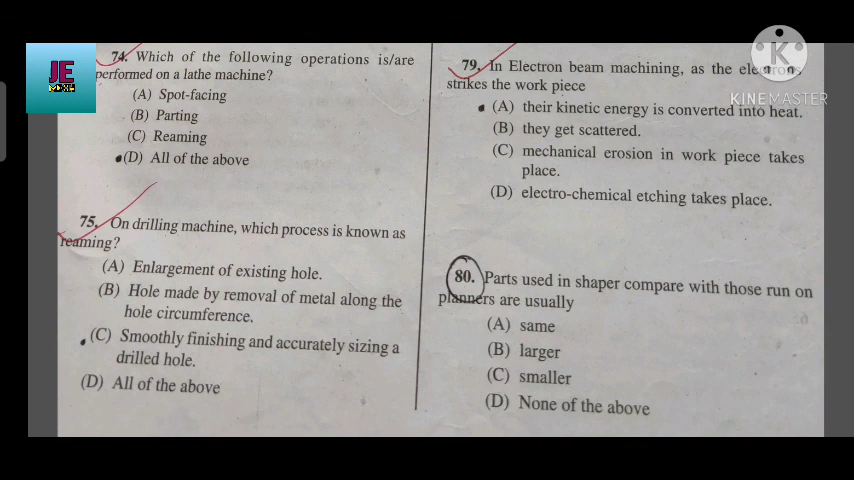 JE
74. Which of the following operations is/are
performed on a lathe machine?
(A) Spot-facing
(B) Parting
(C) Reaming
(D) All of the above
75. On drilling machine, which process is known as
reaming?
(A) Enlargement of existing hole.
(B) Hole made by removal of metal along the
hole circumference.
(C) Smoothly finishing and accurately sizing a
drilled hole.
(D) All of the above
79. In Electron beam machining, as the electrons,
strikes the work piece
(A) their kinetic energy is converted into heat.
(B) they get scattered.
(C) mechanical erosion in work piece takes
place.
(D) electro-chemical etching takes place.
80. Parts used in shaper compare with those run on
planners are usually
(A) same
(B) larger
(C) smaller
(D) None of the above
K
KINEMASTER